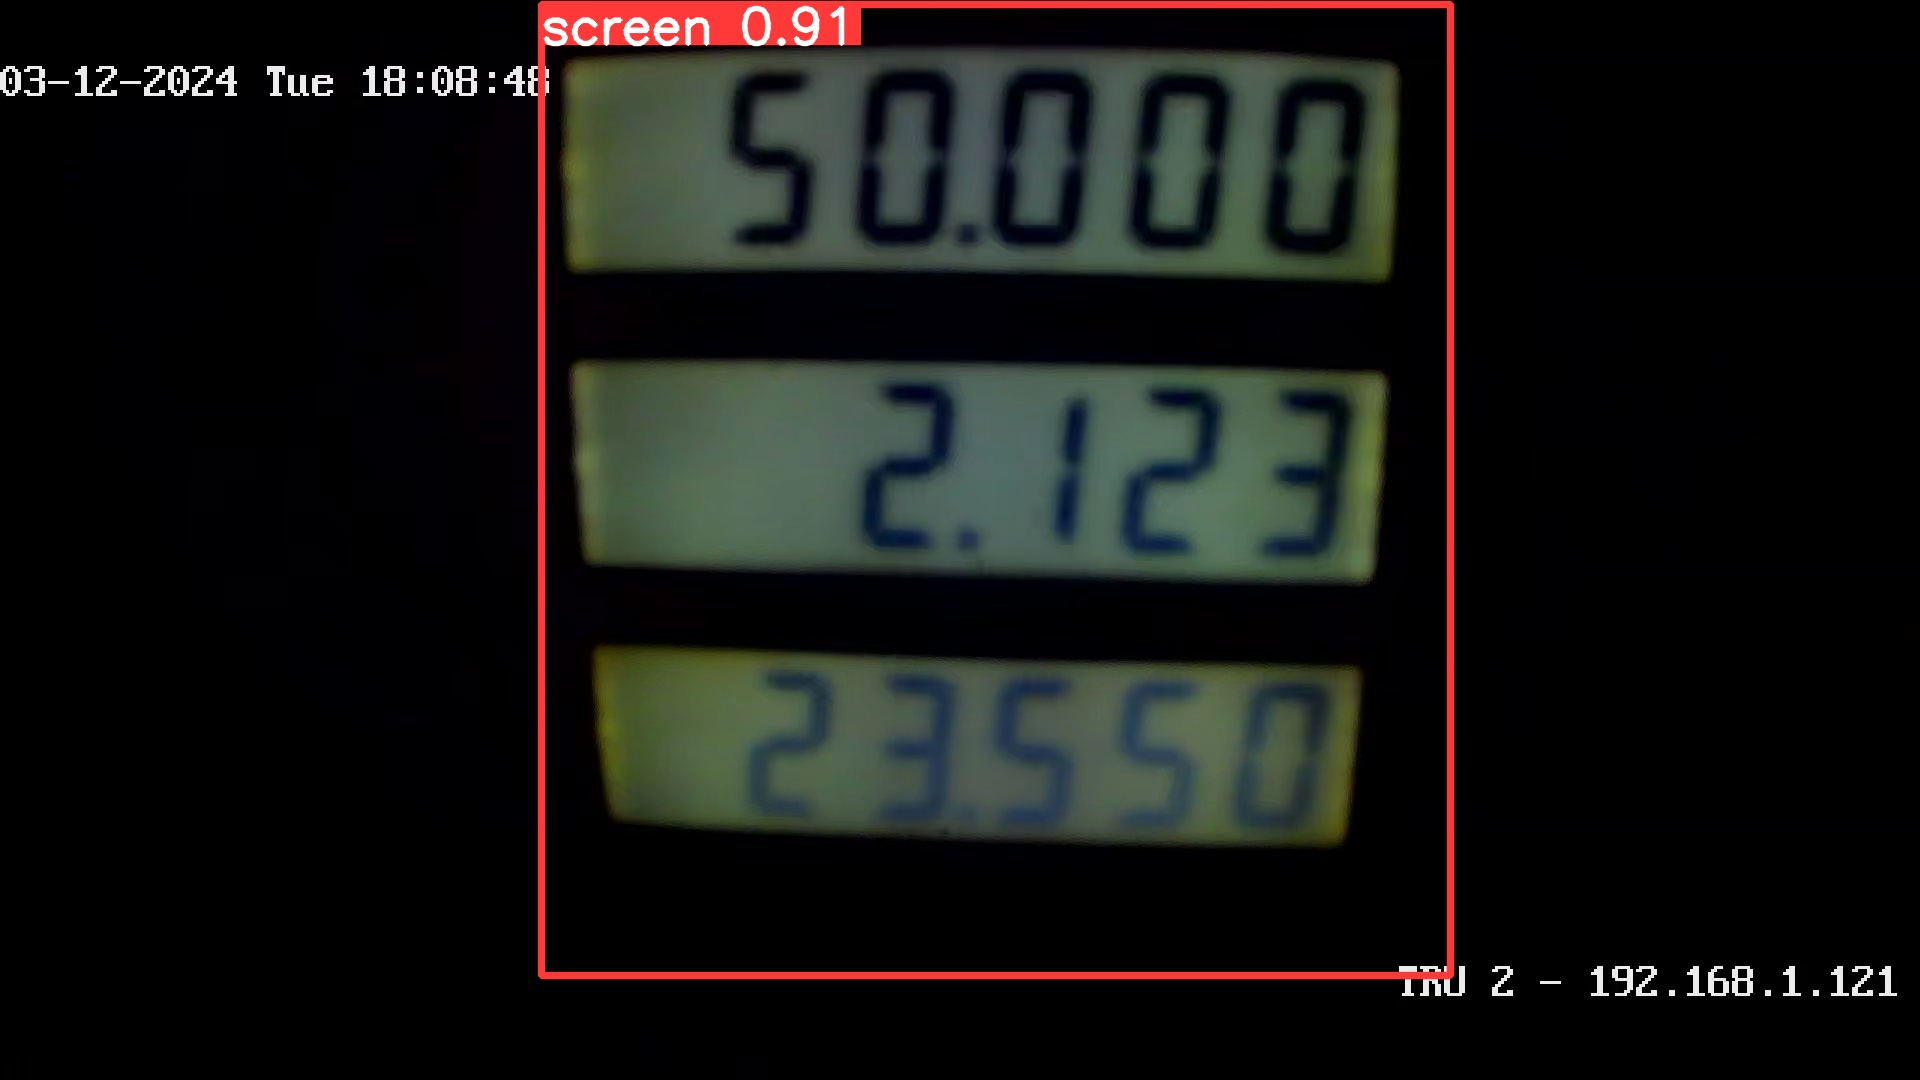 screen 0.91
03-12-2024 Tue 18:08:48
50.000
2.123
23.550
TRU 2 - 192.168.1.121